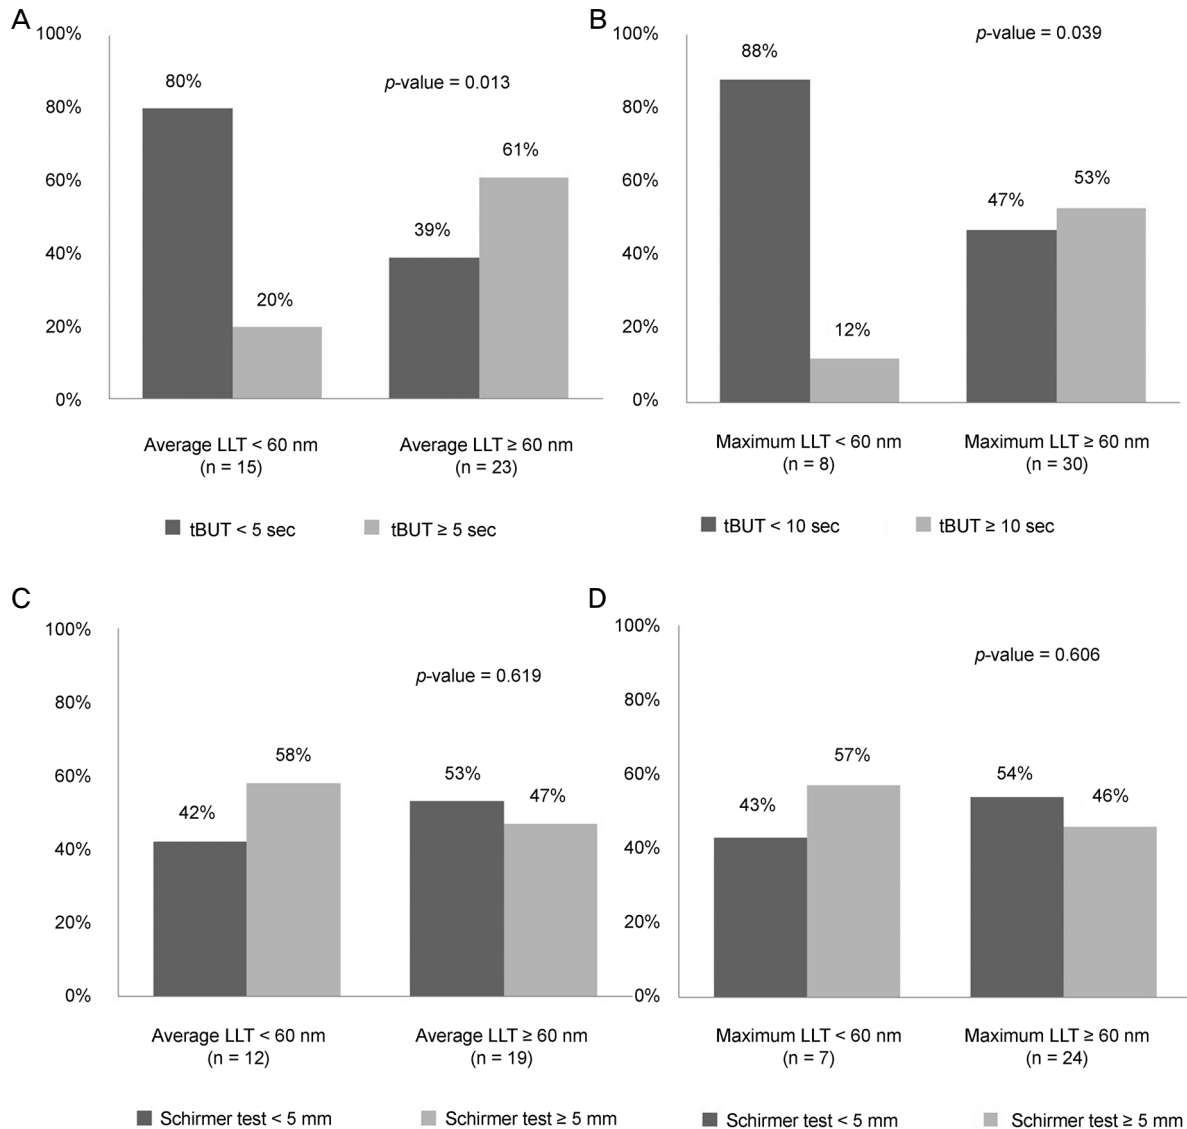 A
100%
80%
60%
40%
20%
0%
p-value = 0.013
80%
20%
39%
61%
Average LLT < 60 nm
(n = 15)
Average LLT ≥ 60 nm
(n = 23)
tBUT < 5 sec
tBUT ≥ 5 sec
B
100%
80%
60%
40%
20%
0%
p-value = 0.039
88%
12%
47%
53%
Maximum LLT < 60 nm
(n = 8)
Maximum LLT ≥ 60 nm
(n = 30)
tBUT < 10 sec
tBUT ≥ 10 sec
C
100%
80%
60%
40%
20%
0%
p-value = 0.619
42%
58%
53%
47%
Average LLT < 60 nm
(n = 12)
Average LLT ≥ 60 nm
(n = 19)
Schirmer test < 5 mm
Schirmer test ≥ 5 mm
D
100%
80%
60%
40%
20%
0%
p-value = 0.606
43%
57%
54%
46%
Maximum LLT < 60 nm
(n = 7)
Maximum LLT ≥ 60 nm
(n = 24)
Schirmer test < 5 mm
Schirmer test ≥ 5 mm